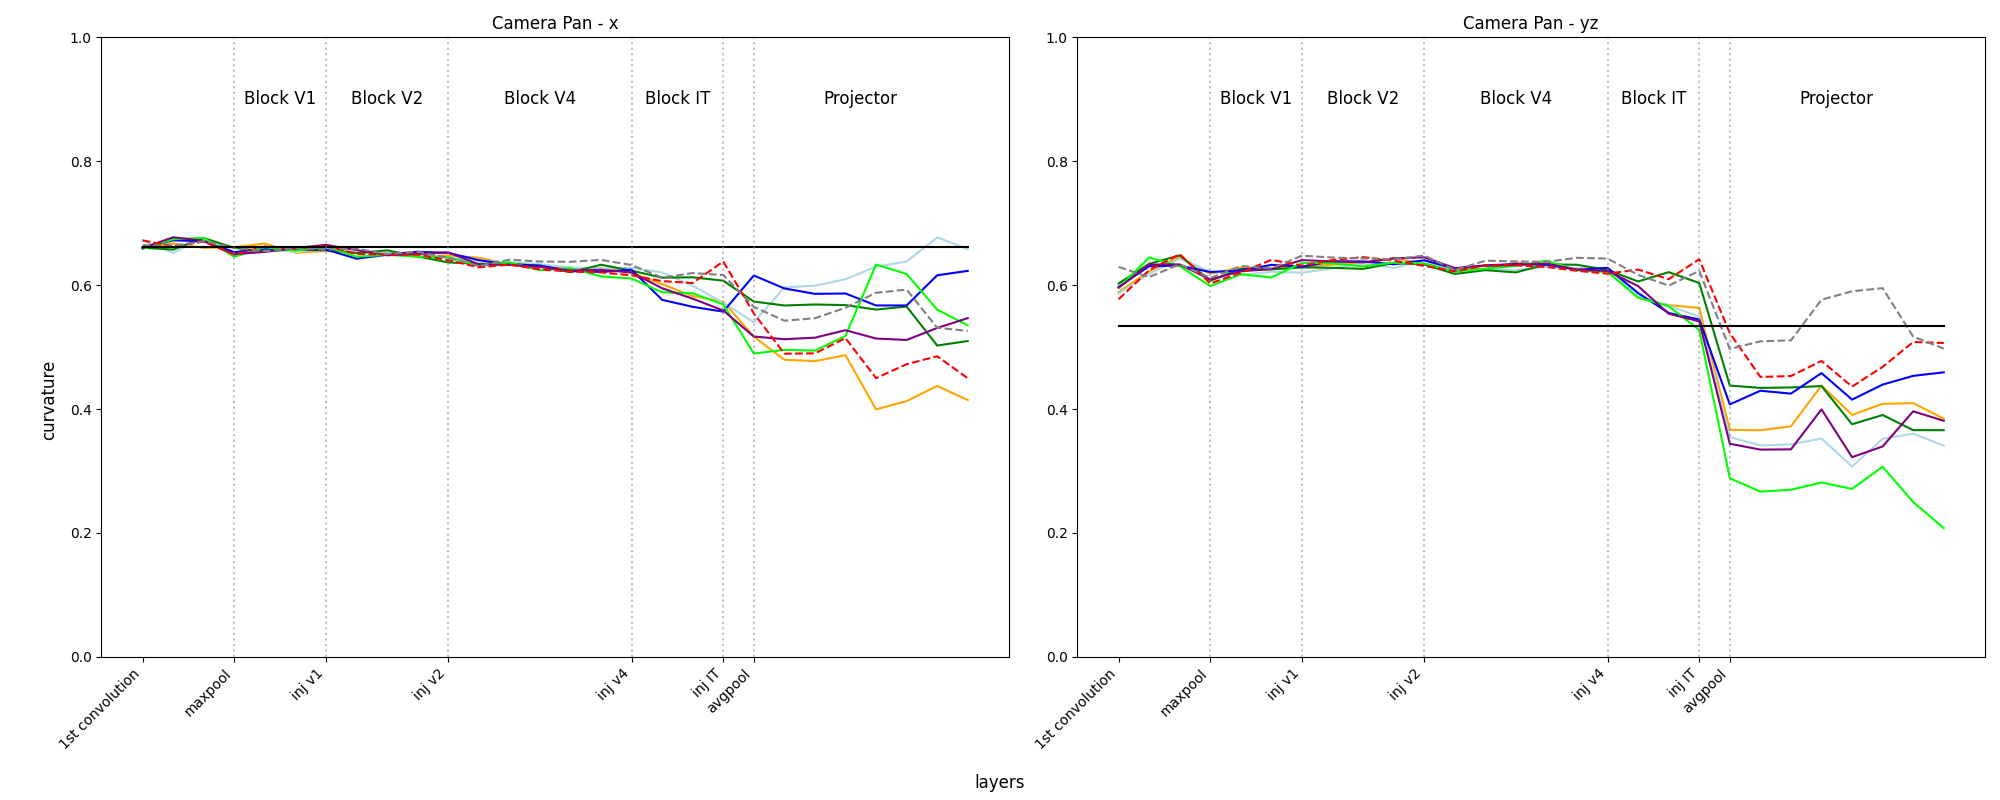 Camera Pan - x
1.0
0.8
0.6
0.4
0.2
0.0
curvature
Block V1
Block V2
Block V4
Block IT
Projector
1st convolution
maxpool
inj v1
inj v2
inj v4
inj IT
avgpool
Camera Pan - yz
1.0
0.8
0.6
0.4
0.2
0.0
Block V1
Block V2
Block V4
Block IT
Projector
1st convolution
maxpool
inj v1
inj v2
inj v4
inj IT
avgpool
layers